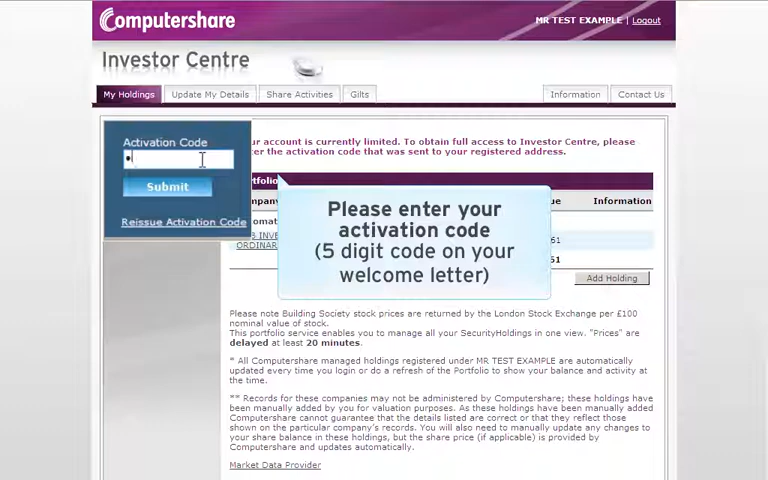 Computershare
MR TEST EXAMPLE | Logout
Investor Centre
My Holdings
Update My Details
Share Activities
Gilts
Information
Contact Us
Activation Code
•
Submit
Reissue Activation Code
ur account is currently limited. To obtain full access to Investor Centre, please
er the activation code that was sent to your registered address.
tfolio
mpany
ue
Information
omat
INVE
61
ORDINAR
61
Please enter your
activation code
(5 digit code on your
welcome letter)
Add Holding
Please note Building Society stock prices are returned by the London Stock Exchange per £100
nominal value of stock.
This portfolio service enables you to manage all your SecurityHoldings in one view. "Prices" are
delayed at least 20 minutes.
* All Computershare managed holdings registered under MR TEST EXAMPLE are automatically
updated every time you login or do a refresh of the Portfolio to show your balance and activity at
the time.
** Records for these companies may not be administered by Computershare; these holdings have
been manually added by you for valuation purposes. As these holdings have been manually added
Computershare cannot guarantee that the details listed are correct or that they reflect those
shown on the particular company's records. You will also need to manually update any changes to
your share balance in these holdings, but the share price (if applicable) is provided by
Computershare and updates automatically.
Market Data Provider